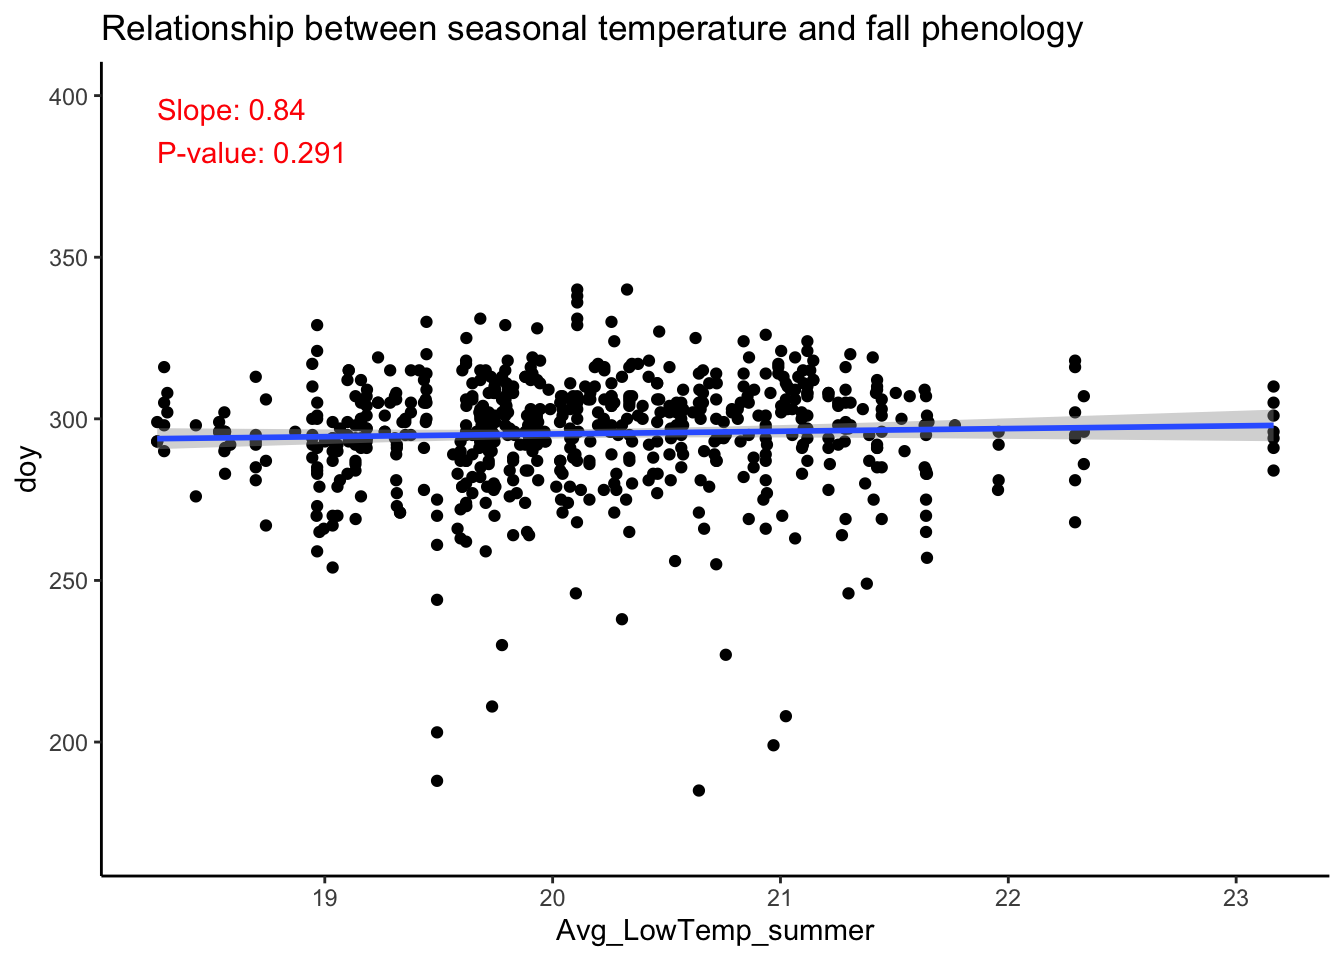 Relationship between seasonal temperature and fall phenology
Slope: 0.84
P-value: 0.291
400
350
300
250
200
doy
19 20 21 22 23
Avg_LowTemp_summer